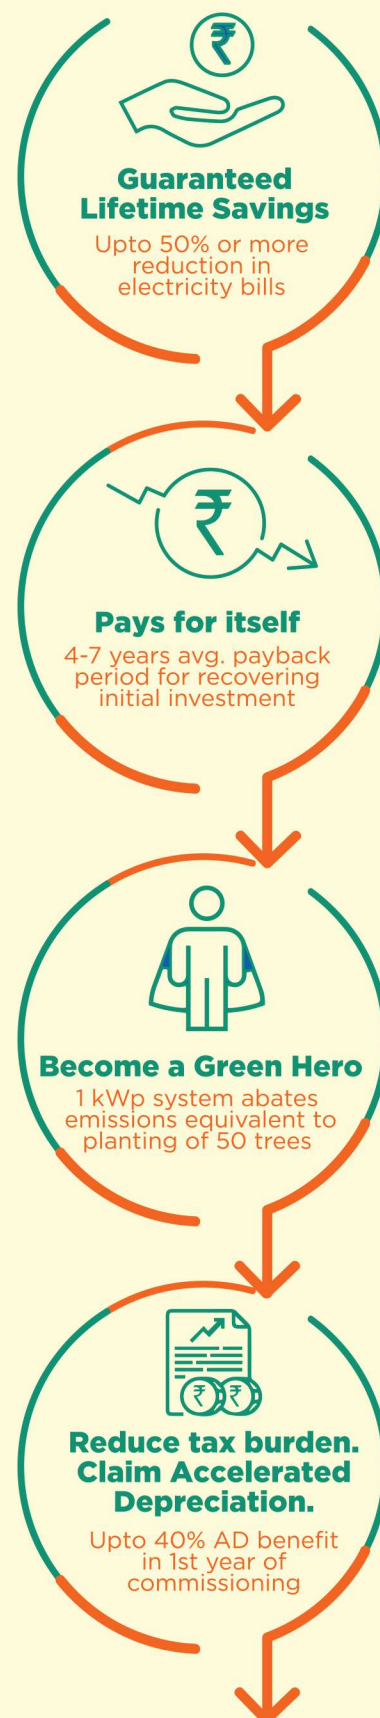 ₹
Guaranteed
Lifetime Savings
Upto 50% or more
reduction in
electricity bills
₹
Pays for itself
4-7 years avg. payback
period for recovering
initial investment
Become a Green Hero
1 kWp system abates
emissions equivalent to
planting of 50 trees
₹ ₹
Reduce tax burden.
Claim Accelerated
Depreciation.
Upto 40% AD benefit
in 1st year of
commissioning